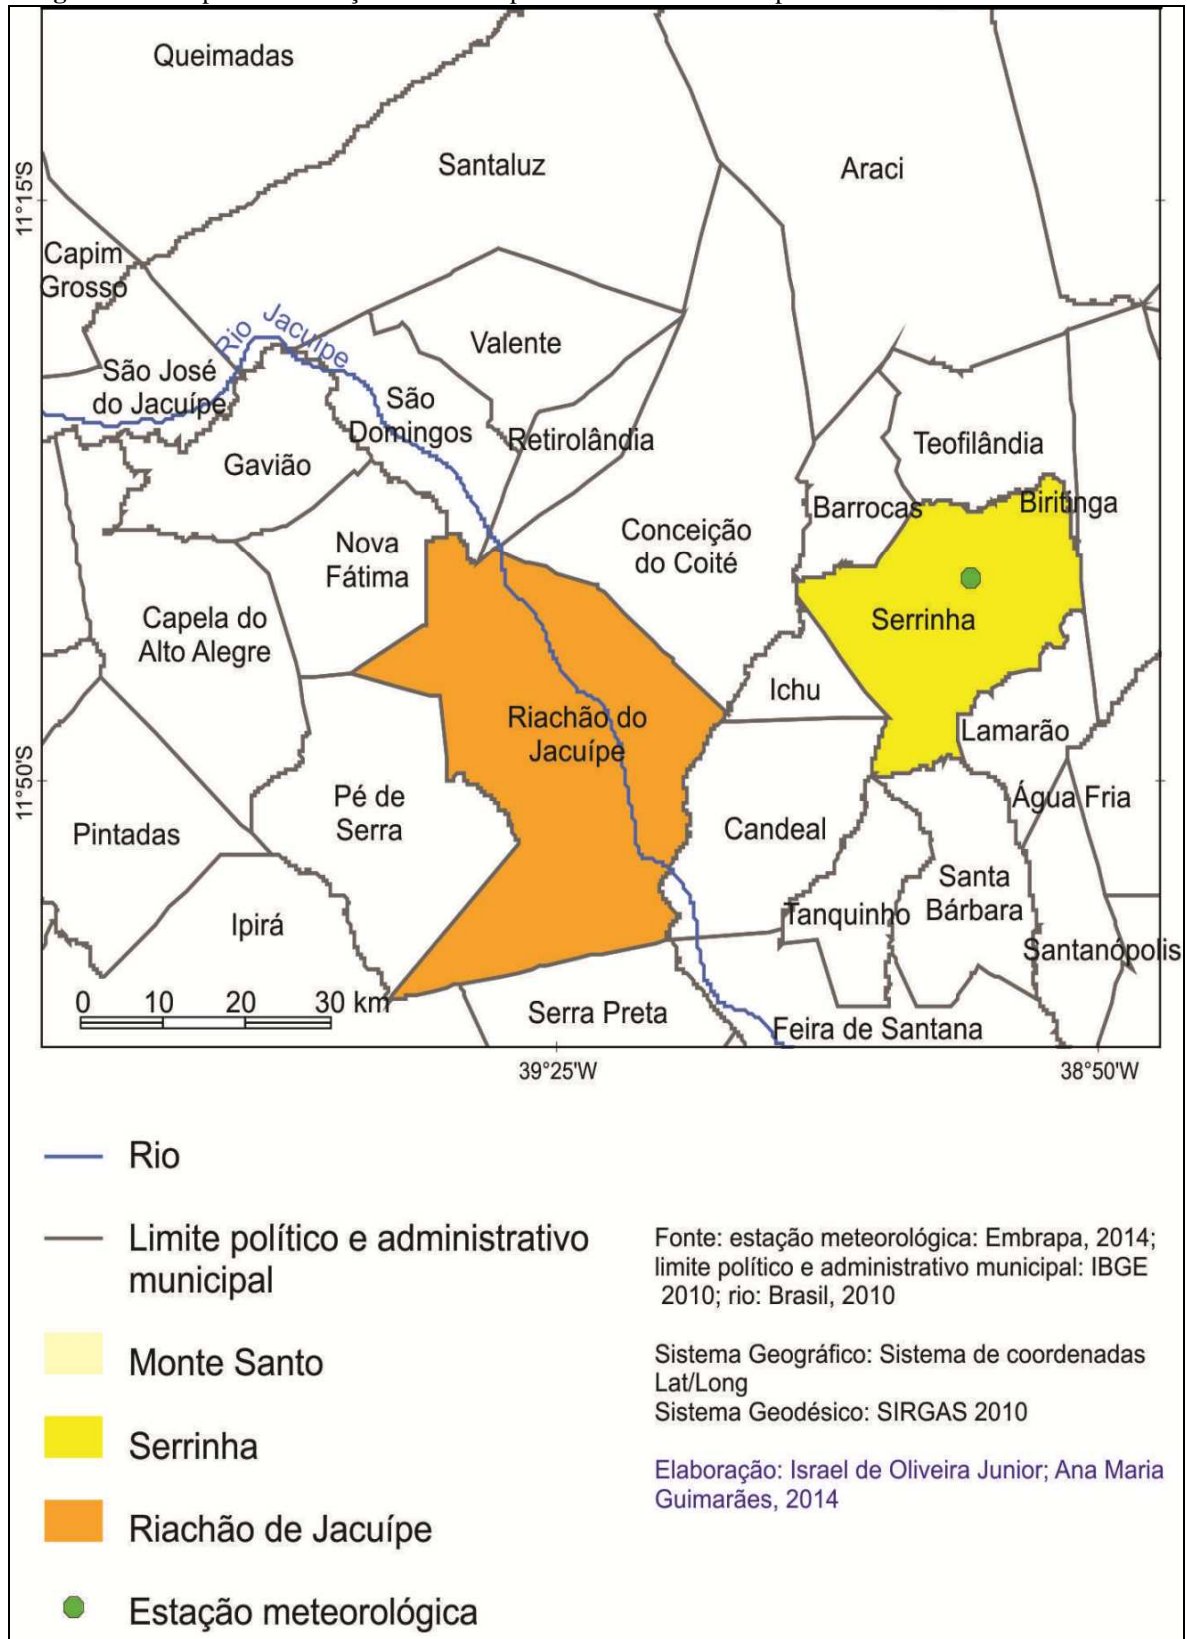 Queimadas
Santaluz
Araci
11°15'S
Capim
Grosso
Rio Jacuípe
Valente
São José
do Jacuípe
São
Domingos
Retirolândia
Teofilândia
Gavião
Barrocas
Biritinga
Nova
Fátima
Conceição
do Coité
Capela do
Alto Alegre
Serrinha
Ichu
Riachão do
Jacuípe
Lamarão
11°50'S
Pé de
Serra
Água Fria
Pintadas
Candeal
Santa
Bárbara
Ipirá
Tanquinho
Santanópolis
0 10 20 30 km
Serra Preta
Feira de Santana
39°25'W
38°50'W
Rio
Limite político e administrativo
municipal
Monte Santo
Serrinha
Riachão de Jacuípe
Estação meteorológica
Fonte: estação meteorológica: Embrapa, 2014;
limite político e administrativo municipal: IBGE
2010; rio: Brasil, 2010
Sistema Geográfico: Sistema de coordenadas
Lat/Long
Sistema Geodésico: SIRGAS 2010
Elaboração: Israel de Oliveira Junior; Ana Maria
Guimarães, 2014